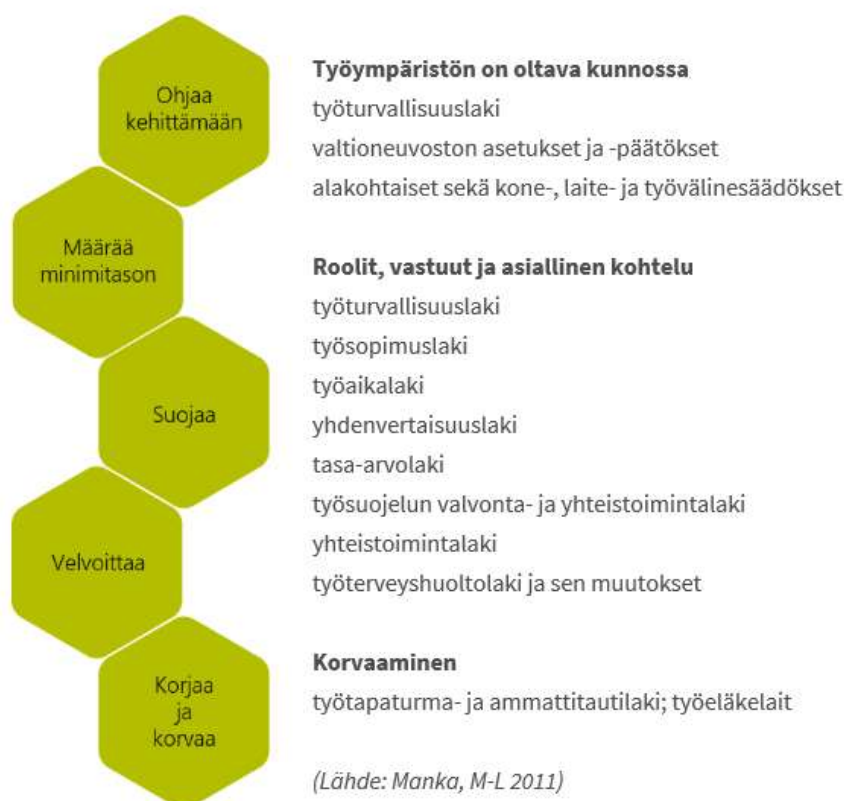 Ohjaa
kehittämään
Määrää
minimitason
Suojaa
Velvoittaa
Korjaa
ja
korvaa
Työympäristön on oltava kunnossa
työturvallisuuslaki
valtioneuvoston asetukset ja -päätökset
alakohtaiset sekä kone-, laite- ja työvälinesäädökset
Roolit, vastuut ja asiallinen kohtelu
työturvallisuuslaki
työsopimuslaki
työaikalaki
yhdenvertaisuuslaki
tasa-arvolaki
työsuojelun valvonta- ja yhteistoimintalaki
yhteistoimintalaki
työterveyshuoltolaki ja sen muutokset
Korvaaminen
työtapaturma- ja ammattitautilaki; työeläkelait
(Lähde: Manka, M-L 2011)